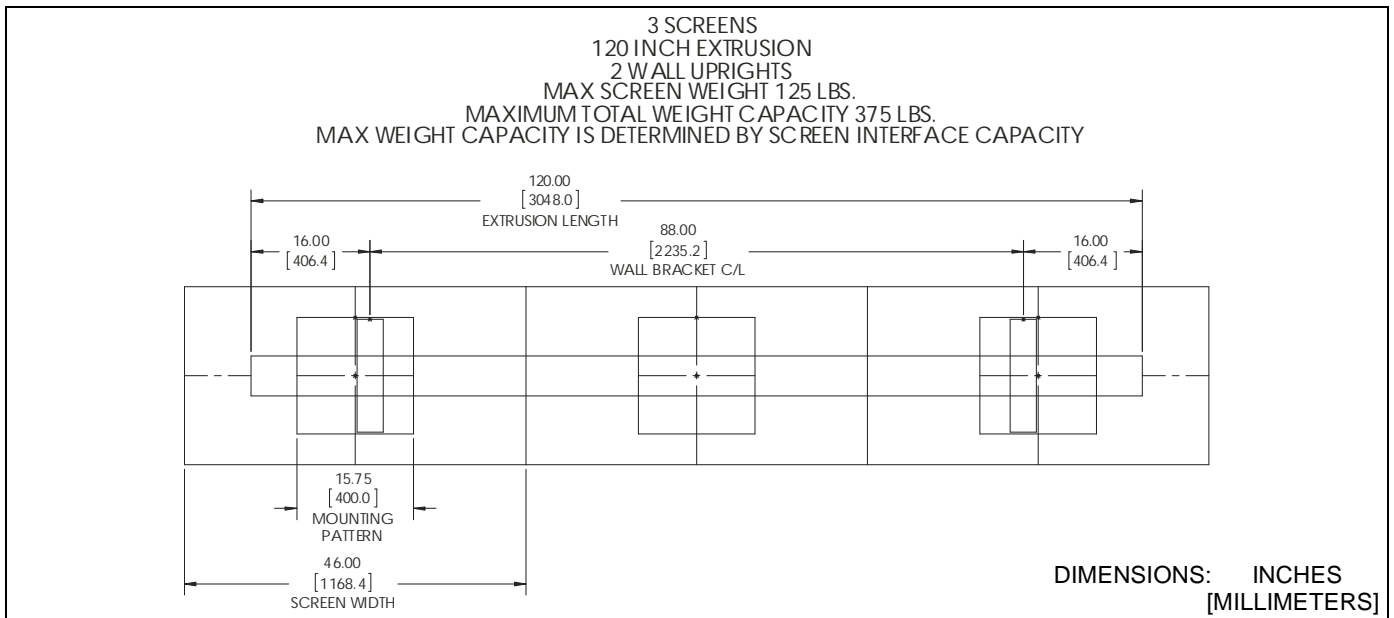 3 SCREENS
120 INCH EXTRUSION
2 WALL UPRIGHTS
MAX SCREEN WEIGHT 125 LBS.
MAXIMUM TOTAL WEIGHT CAPACITY 375 LBS.
MAX WEIGHT CAPACITY IS DETERMINED BY SCREEN INTERFACE CAPACITY
120.00
[3048.0]
EXTRUSION LENGTH
16.00
[406.4]
88.00
[2235.2]
WALL BRACKET C/L
16.00
[406.4]
15.75
[400.0]
MOUNTING
PATTERN
46.00
[1168.4]
SCREEN WIDTH
DIMENSIONS: INCHES
[MILLIMETERS]